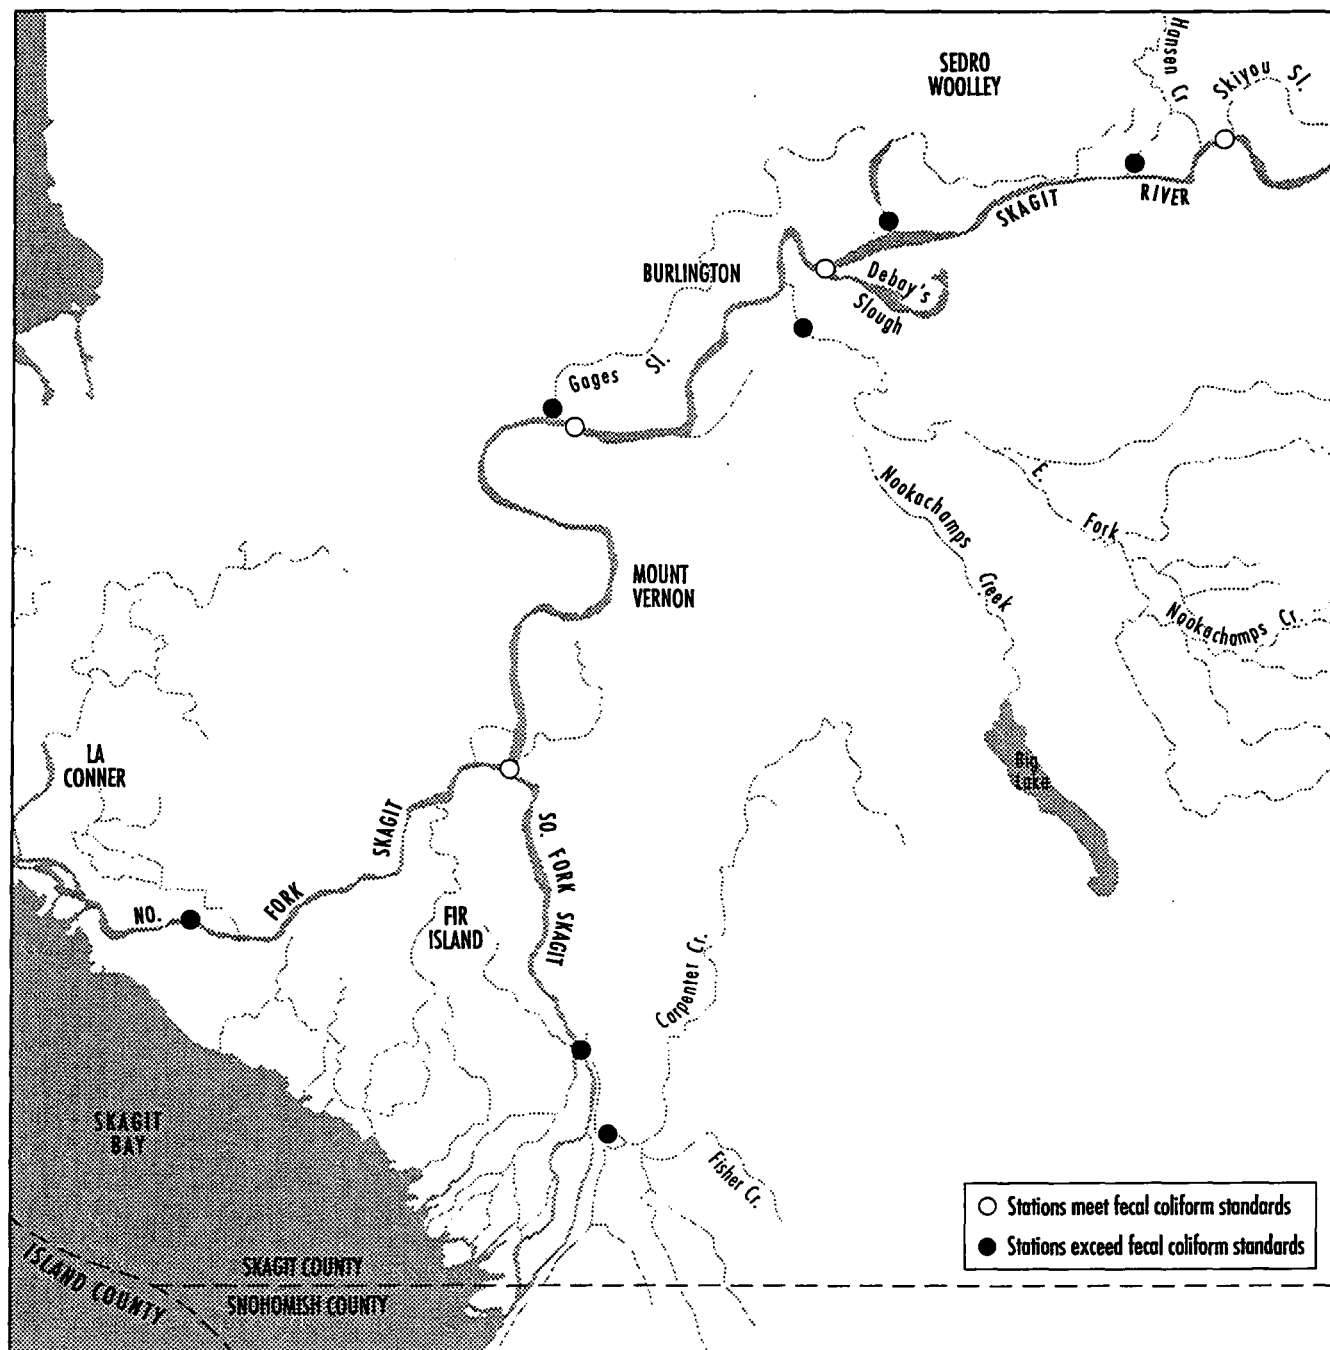 Hansen Cr
Skiyou Sl.
SEDRO
WOOLLEY
SKAGIT RIVER
BURLINGTON
Debay's
Slough
Gages Sl.
Nookachamps Creek
E. Fork Nookachamps Cr.
MOUNT
VERNON
Big
Lake
LA
CONNER
NO. FORK SKAGIT
SO. FORK SKAGIT
FIR
ISLAND
Carpenter Cr.
Fisher Cr.
SKAGIT
BAY
Stations meet fecal coliform standards
Stations exceed fecal coliform standards
ISLAND COUNTY
SKAGIT COUNTY
SNOHOMISH COUNTY